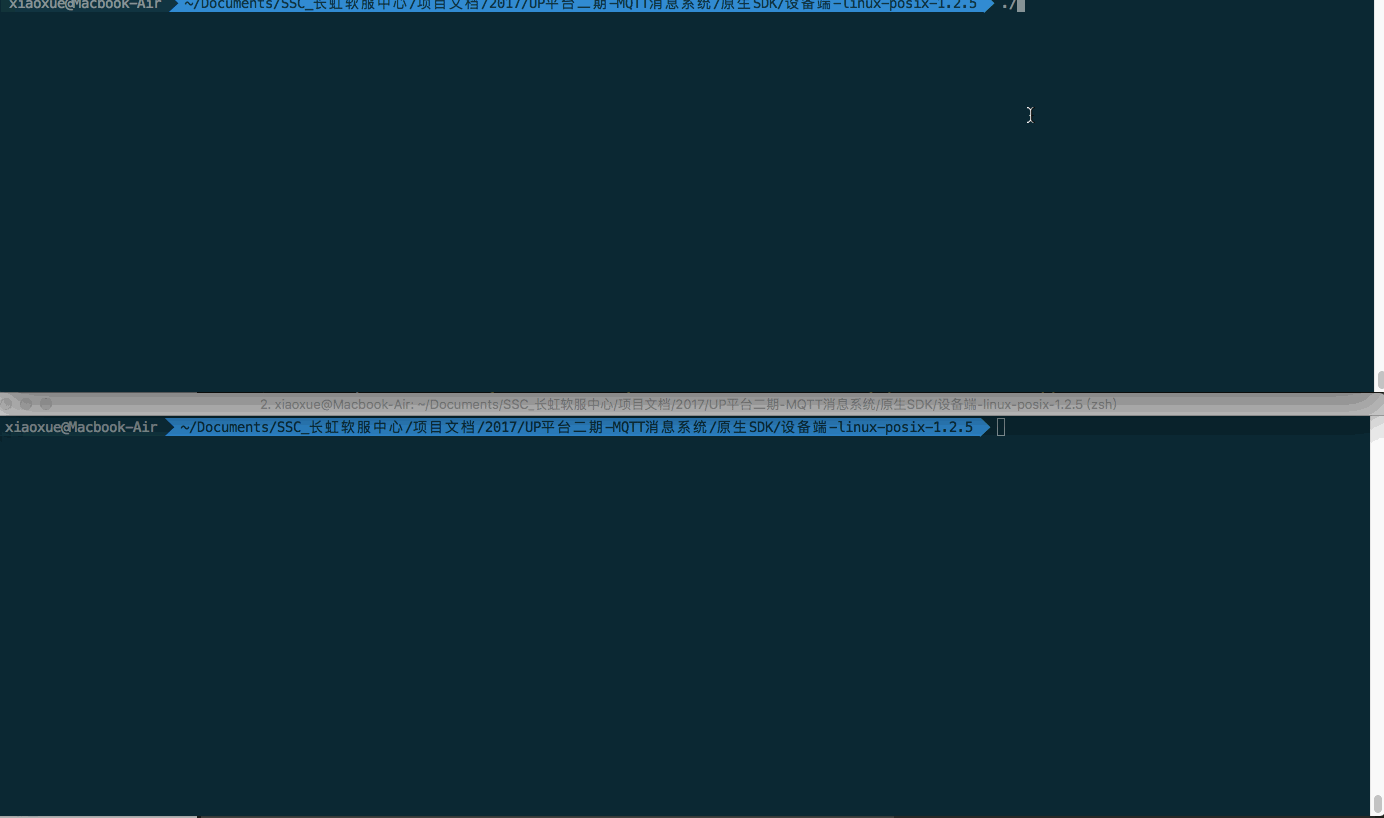 xiaoxue@Macbook-Air ~/Documents/SSC_长虹软服中心/项目文档/2017/UP平台二期-MQTT消息系统/原生SDK/设备端-linux-posix-1.2.5 ./
2. xiaoxue@Macbook-Air: ~/Documents/SSC_长虹软服中心/项目文档/2017/UP平台二期-MQTT消息系统/原生SDK/设备端-linux-posix-1.2.5 (zsh)
xiaoxue@Macbook-Air ~/Documents/SSC_长虹软服中心/项目文档/2017/UP平台二期-MQTT消息系统/原生SDK/设备端-linux-posix-1.2.5